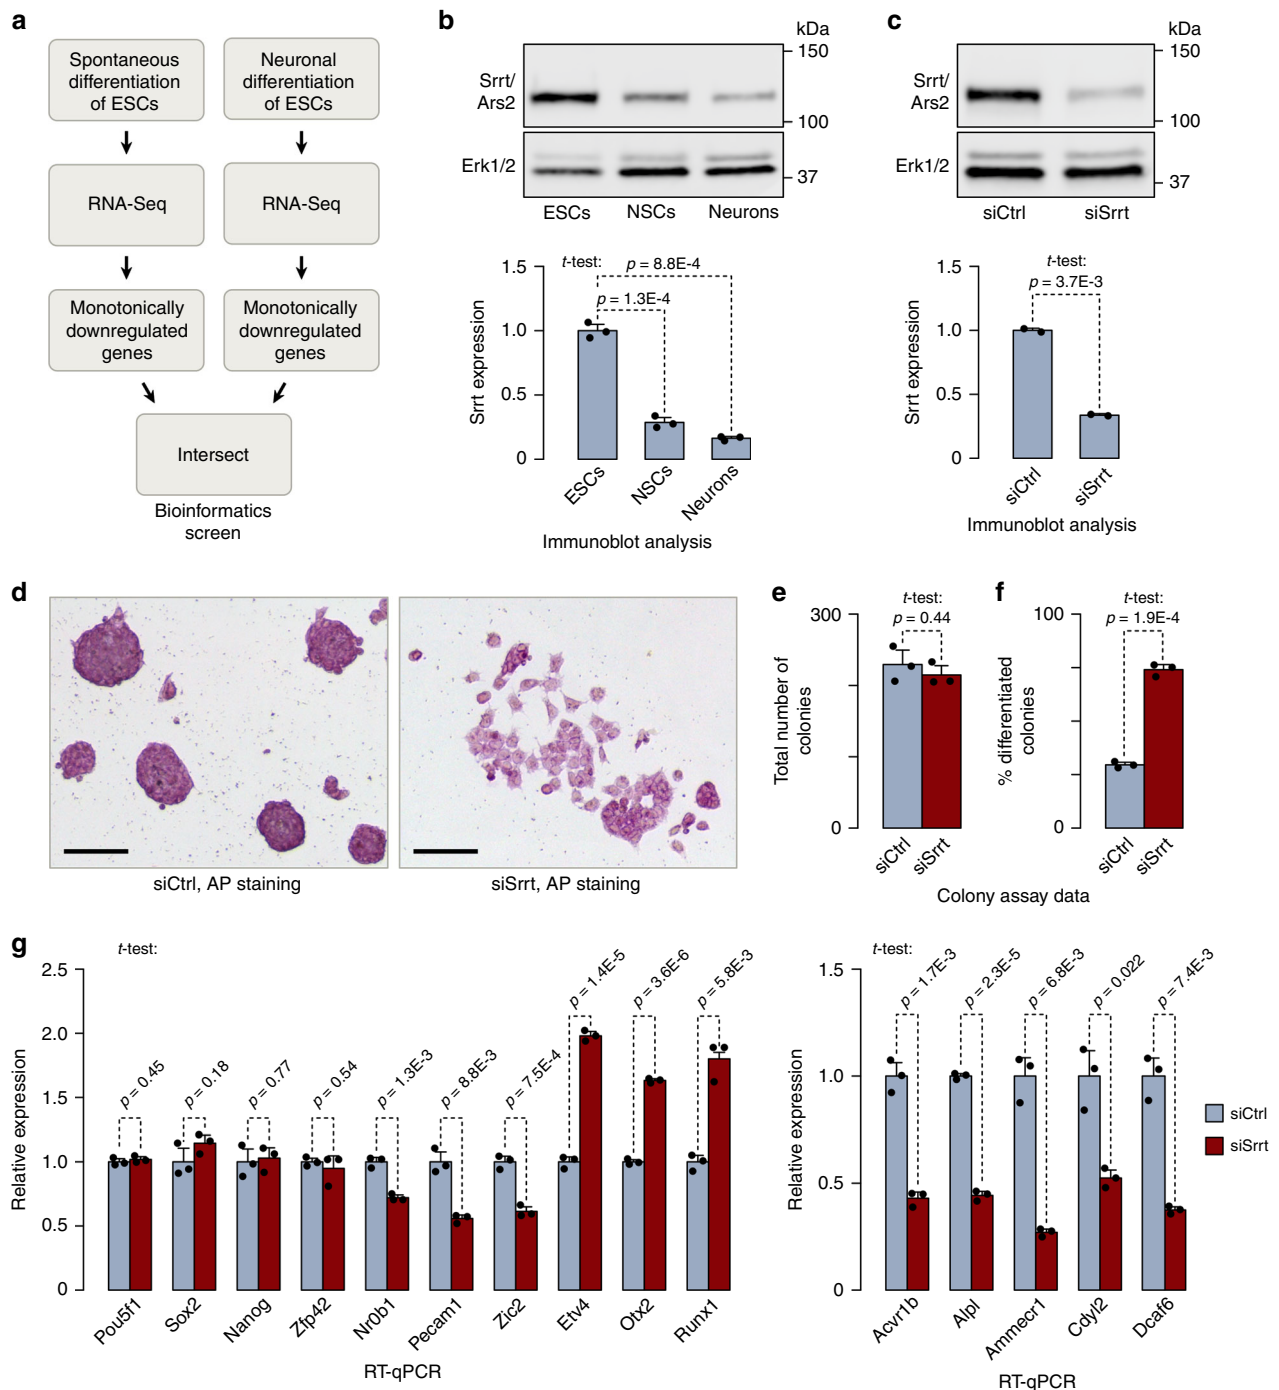 a
Spontaneous
differentiation
of ESCs
Neuronal
differentiation
of ESCs
RNA-Seq
RNA-Seq
Monotonically
downregulated
genes
Monotonically
downregulated
genes
Intersect
Bioinformatics
screen
b
kDa
150
Srrt/
Ars2
100
Erk1/2
37
ESCs NSCs Neurons
t-test:
p = 8.8E-4
p = 1.3E-4
1.5
1.0
0.5
0
Srrt expression
ESCs
NSCs
Neurons
Immunoblot analysis
c
kDa
150
Srrt/
Ars2
100
Erk1/2
37
siCtrl siSrrt
t-test:
p = 3.7E-3
1.5
1.0
0.5
0
Srrt expression
siCtrl
siSrrt
Immunoblot analysis
d
siCtrl, AP staining
siSrrt, AP staining
e
t-test:
p = 0.44
300
0
Total number of
colonies
siCtrl
siSrrt
f
t-test:
p = 1.9E-4
100
0
% differentiated
colonies
siCtrl
siSrrt
Colony assay data
g
t-test:
2.5
2.0
1.5
1.0
0.5
0
Relative expression
p = 0.45
p = 0.18
p = 0.77
p = 0.54
p = 1.3E-3
p = 8.8E-3
p = 7.5E-4
p = 1.4E-5
p = 3.6E-6
p = 5.8E-3
Pou5f1
Sox2
Nanog
Zfp42
Nr0b1
Pecam1
Zic2
Etv4
Otx2
Runx1
RT-qPCR
t-test:
1.5
1.0
0.5
0
Relative expression
p = 1.7E-3
p = 2.3E-5
p = 6.8E-3
p = 0.022
p = 7.4E-3
Acvr1b
Alpl
Ammecr1
Cdyl2
Dcaf6
RT-qPCR
siCtrl
siSrrt